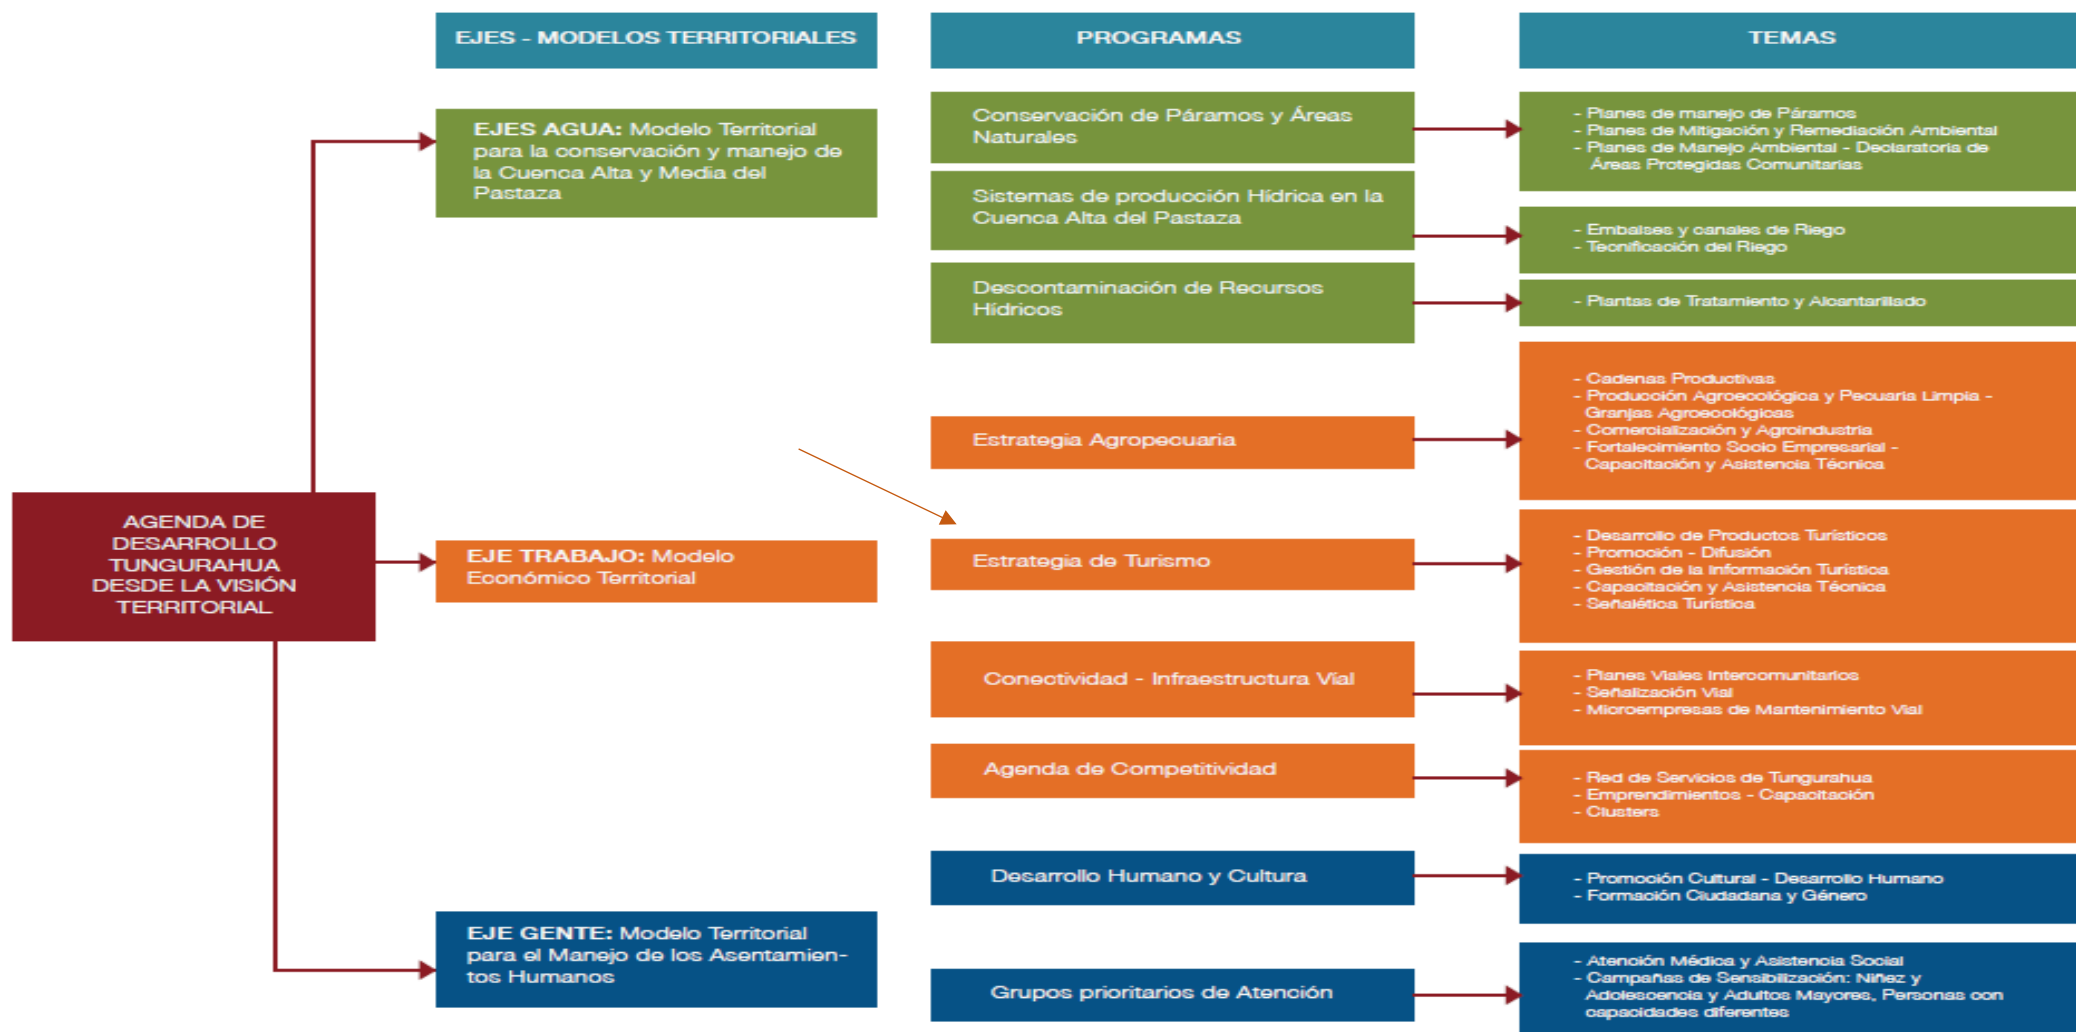 EJES - MODELOS TERRITORIALES
PROGRAMAS
TEMAS
AGENDA DE
DESARROLLO
TUNGURAHUA
DESDE LA VISIÓN
TERRITORIAL
EJES AGUA: Modelo Territorial
para la conservación y manejo de
la Cuenca Alta y Media del
Pastaza
Conservación de Páramos y Áreas
Naturales
- Planes de manejo de Páramos
- Planes de Mitigación y Remediación Ambiental
- Planes de Manejo Ambiental - Declaratoria de
Áreas Protegidas Comunitarias
Sistemas de producción Hídrica en la
Cuenca Alta del Pastaza
- Embalses y canales de Riego
- Tecnificación del Riego
Descontaminación de Recursos
Hídricos
- Plantas de Tratamiento y Alcantarillado
EJE TRABAJO: Modelo
Económico Territorial
Estrategia Agropecuaria
- Cadenas Productivas
- Producción Agroecológica y Pecuaria Limpia -
Granjas Agroecológicas
- Comercialización y Agroindustria
- Fortalecimiento Socio Empresarial -
Capacitación y Asistencia Técnica
Estrategia de Turismo
- Desarrollo de Productos Turísticos
- Promoción - Difusión
- Gestión de la Información Turística
- Capacitación y Asistencia Técnica
- Señalética Turística
Conectividad - Infraestructura Vial
- Planes Viales Intercomunitarios
- Señalización Vial
- Microempresas de Mantenimiento Vial
Agenda de Competitividad
- Red de Servicios de Tungurahua
- Emprendimientos - Capacitación
- Clusters
EJE GENTE: Modelo Territorial
para el Manejo de los Asentamien-
tos Humanos
Desarrollo Humano y Cultura
- Promoción Cultural - Desarrollo Humano
- Formación Ciudadana y Género
Grupos prioritarios de Atención
- Atención Médica y Asistencia Social
- Campañas de Sensibilización: Niñez y
Adolescencia y Adultos Mayores, Personas con
capacidades diferentes